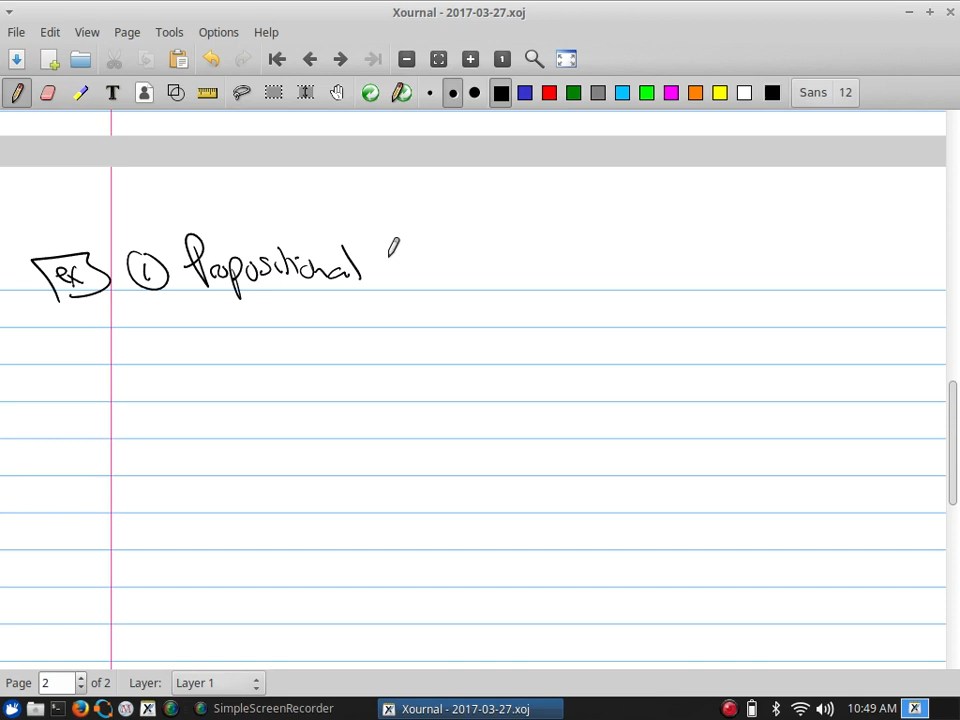 Xournal - 2017-03-27.xoj
File Edit View Page Tools Options Help
Sans 12
ex ① Propositional
Page 2 of 2 Layer: Layer 1
SimpleScreenRecorder Xournal - 2017-03-27.xoj 10:49 AM